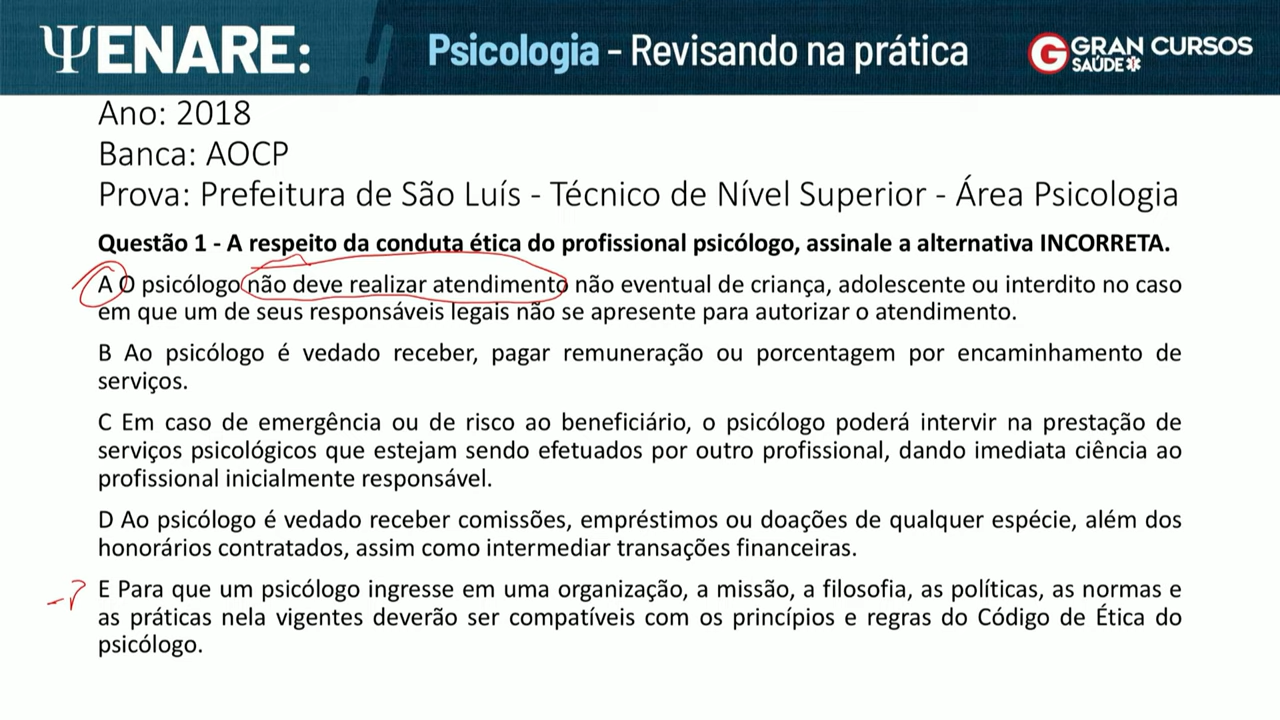 ΨENARE:
Psicologia - Revisando na prática
GRAN CURSOS
SAÚDE
Ano: 2018
Banca: AOCP
Prova: Prefeitura de São Luís - Técnico de Nível Superior - Área Psicologia
Questão 1 - A respeito da conduta ética do profissional psicólogo, assinale a alternativa INCORRETA.
A O psicólogo não deve realizar atendimento não eventual de criança, adolescente ou interdito no caso
em que um de seus responsáveis legais não se apresente para autorizar o atendimento.
B Ao psicólogo é vedado receber, pagar remuneração ou porcentagem por encaminhamento de
serviços.
C Em caso de emergência ou de risco ao beneficiário, o psicólogo poderá intervir na prestação de
serviços psicológicos que estejam sendo efetuados por outro profissional, dando imediata ciência ao
profissional inicialmente responsável.
D Ao psicólogo é vedado receber comissões, empréstimos ou doações de qualquer espécie, além dos
honorários contratados, assim como intermediar transações financeiras.
E Para que um psicólogo ingresse em uma organização, a missão, a filosofia, as políticas, as normas e
as práticas nela vigentes deverão ser compatíveis com os princípios e regras do Código de Ética do
psicólogo.